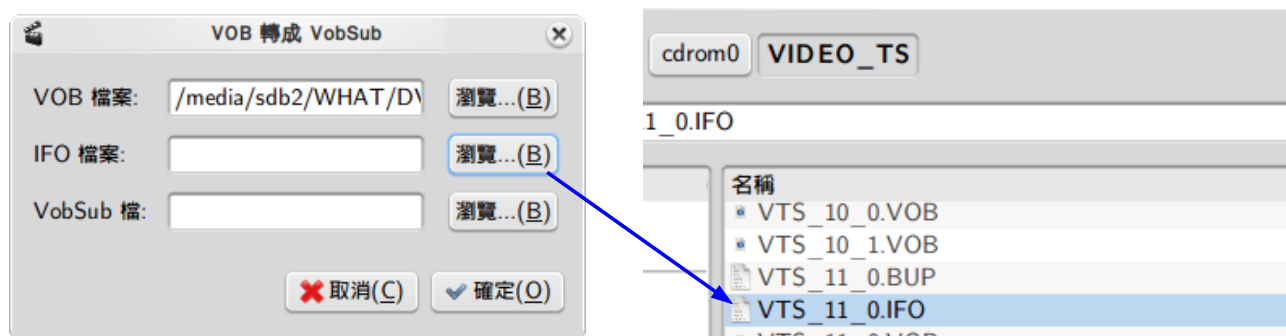 VOB 轉成 VobSub
VOB 檔案:
/media/sdb2/WHAT/D
瀏覽...(B)
IFO 檔案:
瀏覽...(B)
VobSub 檔:
瀏覽...(B)
取消(C)
確定(O)
cdrom0
VIDEO_TS
1_0.IFO
名稱
VTS_10_0.VOB
VTS_10_1.VOB
VTS_11_0.BUP
VTS_11_0.IFO